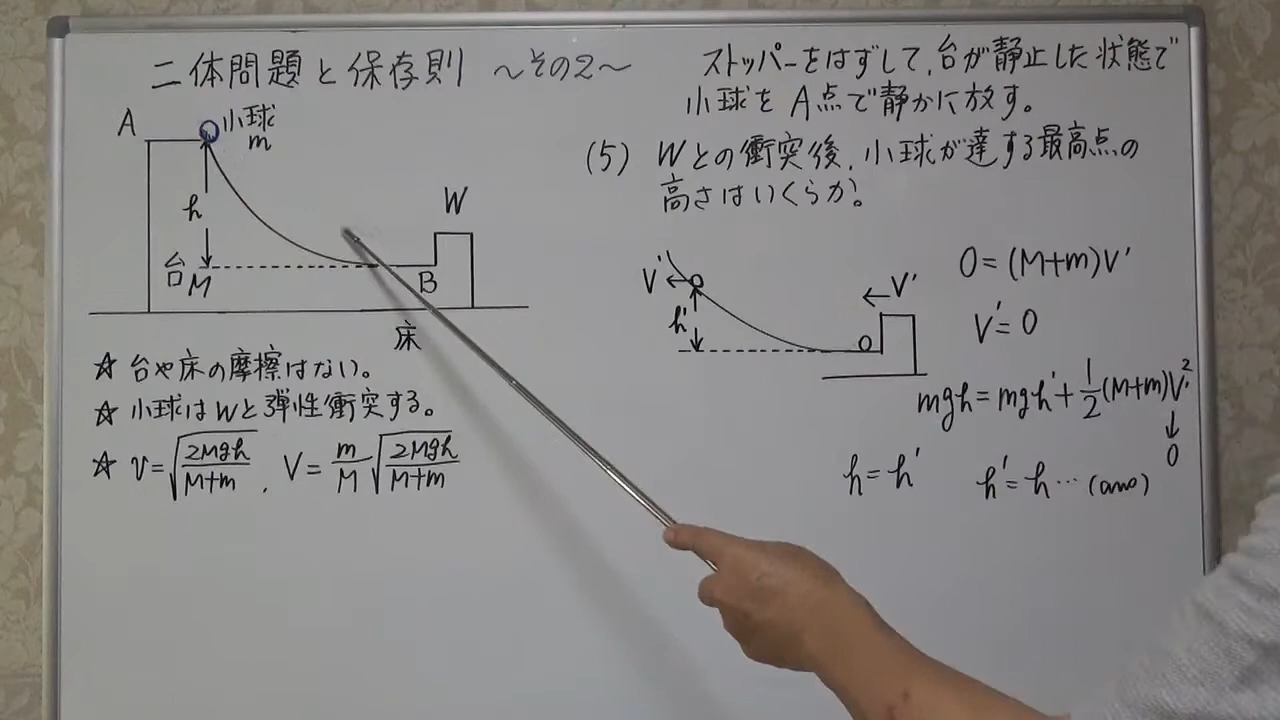 二体問題と保存則 ～その2～
A
小球
m
h
台
M
W
B
床
☆ 台や床の摩擦はない。
☆ 小球はWと弾性衝突する。
☆ v=√(2Mgh/(M+m)) , V=m/M √(2Mgh/(M+m))
ストッパーをはずして、台が静止した状態で
小球をA点で静かに放す。
(5) Wとの衝突後、小球が達する最高点の
高さはいくらか。
V'
h'
V'
0=(M+m)V'
V'=0
mgh=mgh'+1/2(M+m)V'²
↓
0
h=h'
h'=h…(ans)